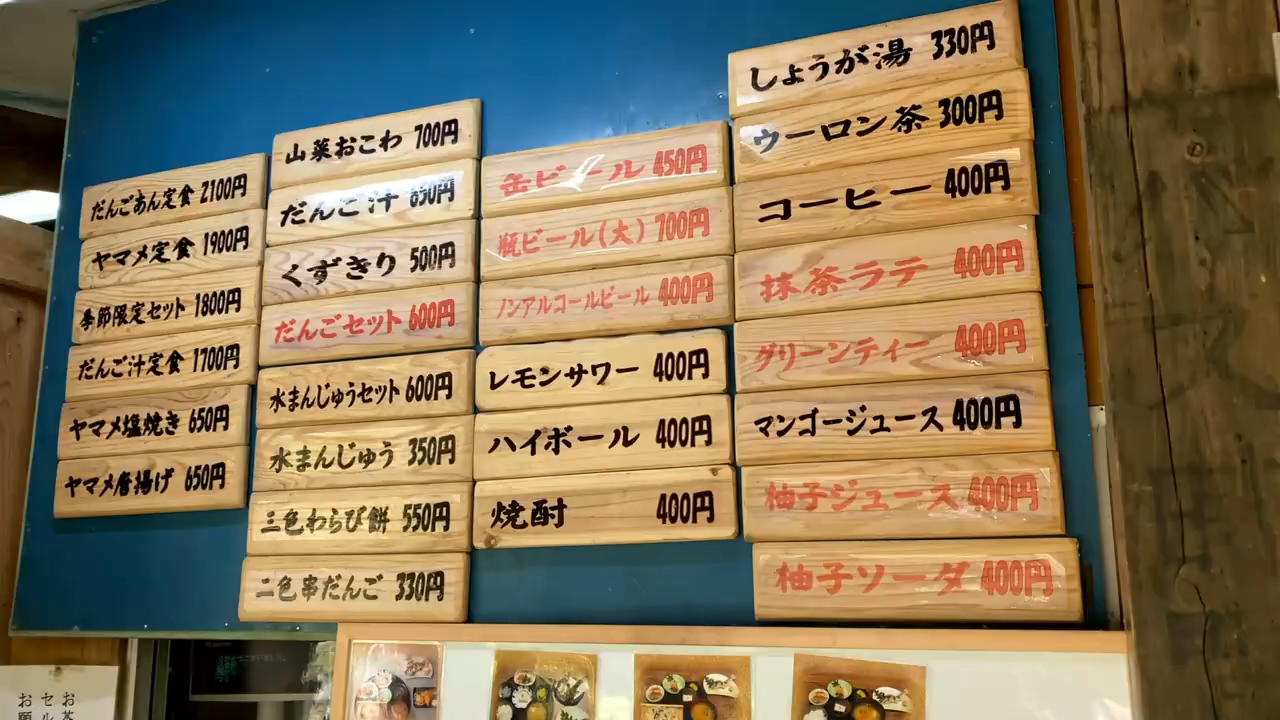 だんごあん定食 2100円
ヤマメ定食 1900円
季節限定セット 1800円
だんご汁定食 1700円
ヤマメ塩焼き 650円
ヤマメ唐揚げ 650円
山菜おこわ 700円
だんご汁 650円
くずきり 500円
だんごセット 600円
水まんじゅうセット 600円
水まんじゅう 350円
三色わらび餅 550円
二色串だんご 330円
缶ビール 450円
瓶ビール(大) 700円
ノンアルコールビール 400円
レモンサワー 400円
ハイボール 400円
焼酎 400円
しょうが湯 330円
ウーロン茶 300円
コーヒー 400円
抹茶ラテ 400円
グリーンティー 400円
マンゴージュース 400円
柚子ジュース 400円
柚子ソーダ 400円
お茶
セル
お願